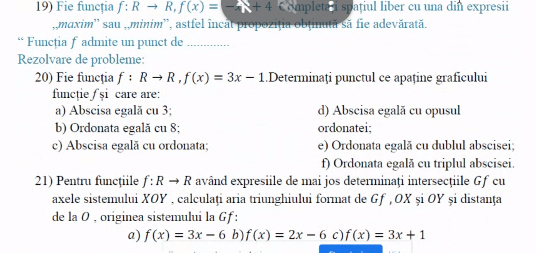 19) Fie funcția f: R → R, f(x) = + 4 spațiul liber cu una din expresii
„maxim” sau „minim”, astfel încât propoziția obținută să fie adevărată.
“ Funcția f admite un punct de .............
Rezolvare de probleme:
20) Fie funcția f : R → R , f(x) = 3x − 1.Determinați punctul ce apaține graficului
funcție f și care are:
a) Abscisa egală cu 3;
b) Ordonata egală cu 8;
c) Abscisa egală cu ordonata;
d) Abscisa egală cu opusul
ordonatei;
e) Ordonata egală cu dublul abscisei;
f) Ordonata egală cu triplul abscisei.
21) Pentru funcțiile f: R → R având expresiile de mai jos determinați intersecțiile Gf cu
axele sistemului XOY , calculați aria triunghiului format de Gf , OX și OY și distanța
de la O , originea sistemului la Gf:
a) f(x) = 3x − 6 b)f(x) = 2x − 6 c)f(x) = 3x + 1